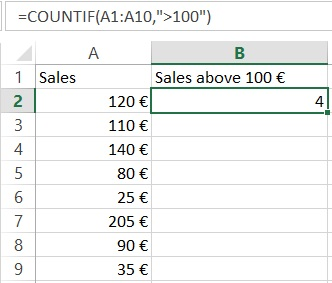 =COUNTIF(A1:A10,">100")
A B
1 Sales Sales above 100 €
2 120 € 4
3 110 €
4 140 €
5 80 €
6 25 €
7 205 €
8 90 €
9 35 €